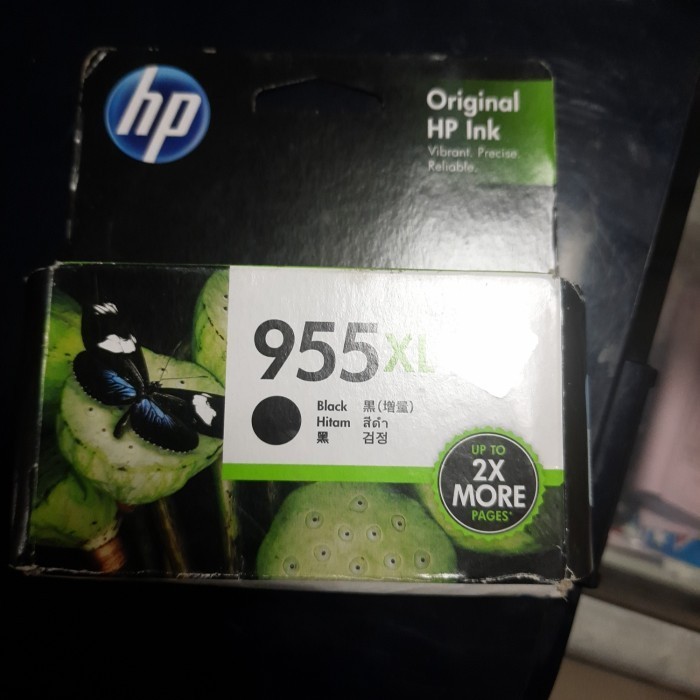 hp
Original
HP Ink
Vibrant. Precise.
Reliable.
955XL
Black 黑(增量)
Hitam สีดำ
黑 검정
UP TO
2X
MORE
PAGES*